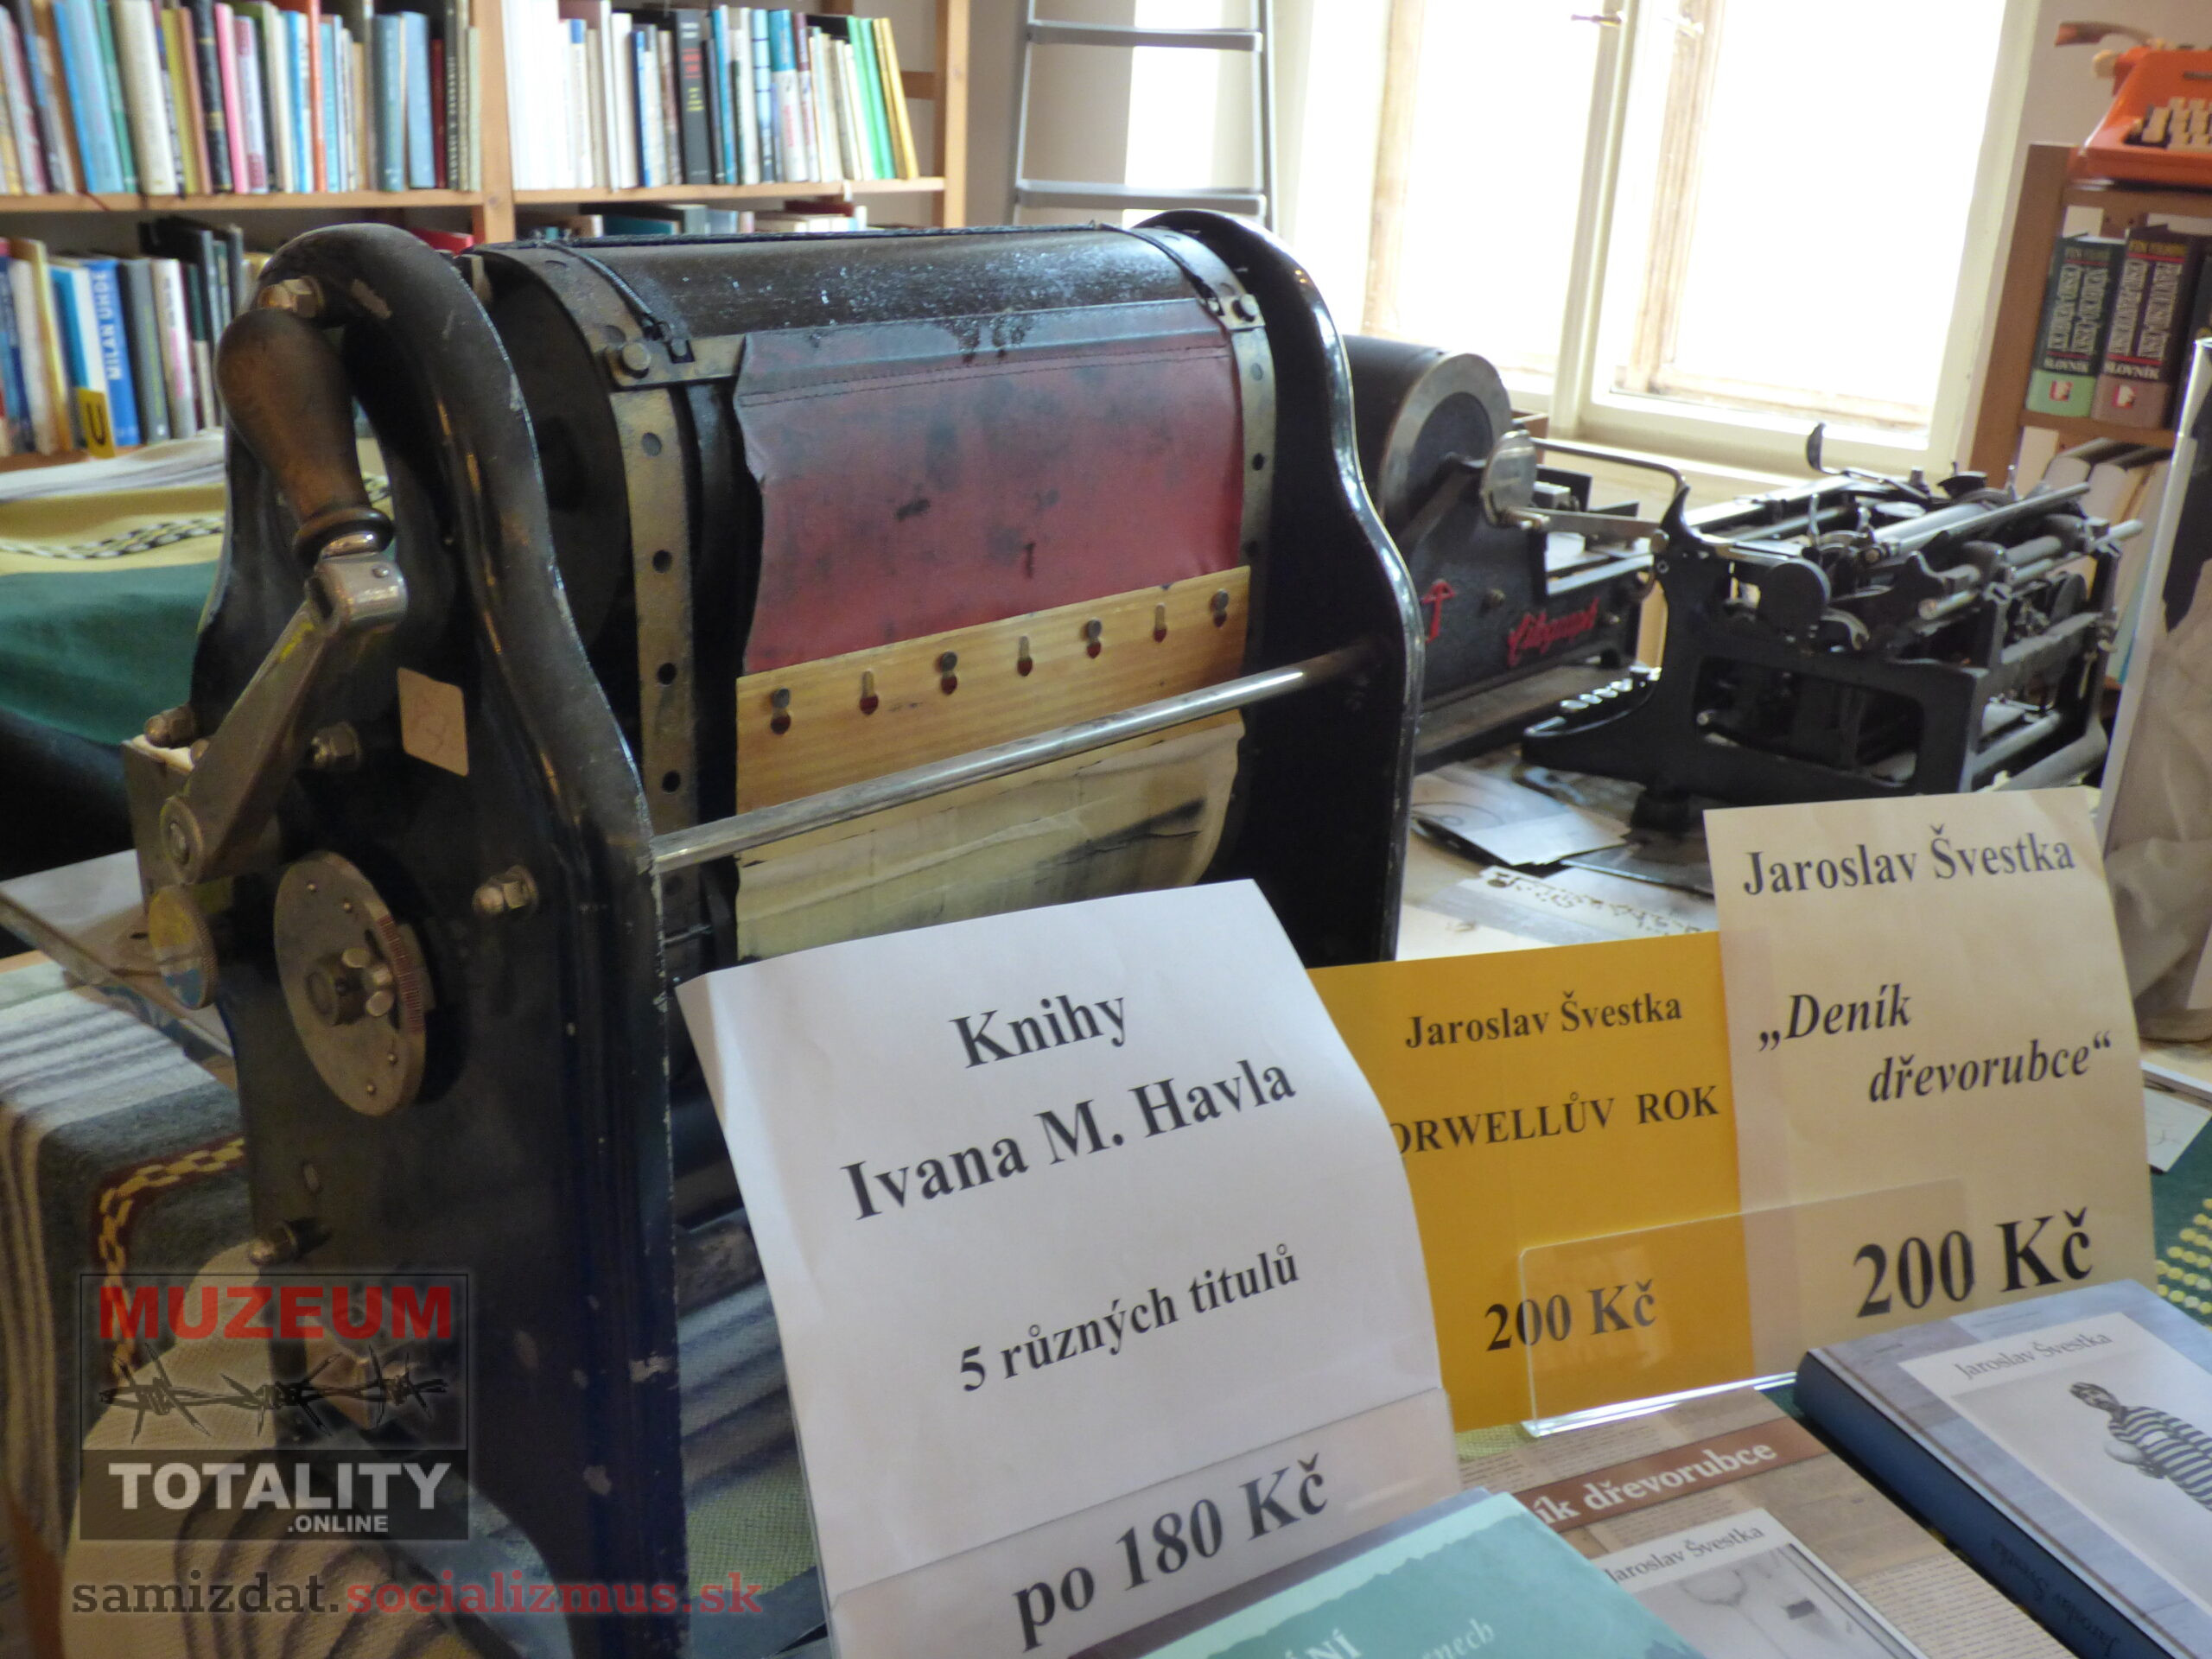 MILAN UHDE
U
SLOVNÍK
SLOVNÍK
Jaroslav Švestka
„Deník
dřevorubce“
200 Kč
Jaroslav Švestka
ORWELLŮV ROK
200 Kč
Knihy
Ivana M. Havla
5 různých titulů
po 180 Kč
Jaroslav Švestka
ík dřevorubce
Jaroslav Švestka
MUZEUM
TOTALITY
.ONLINE
samizdat.socializmus.sk